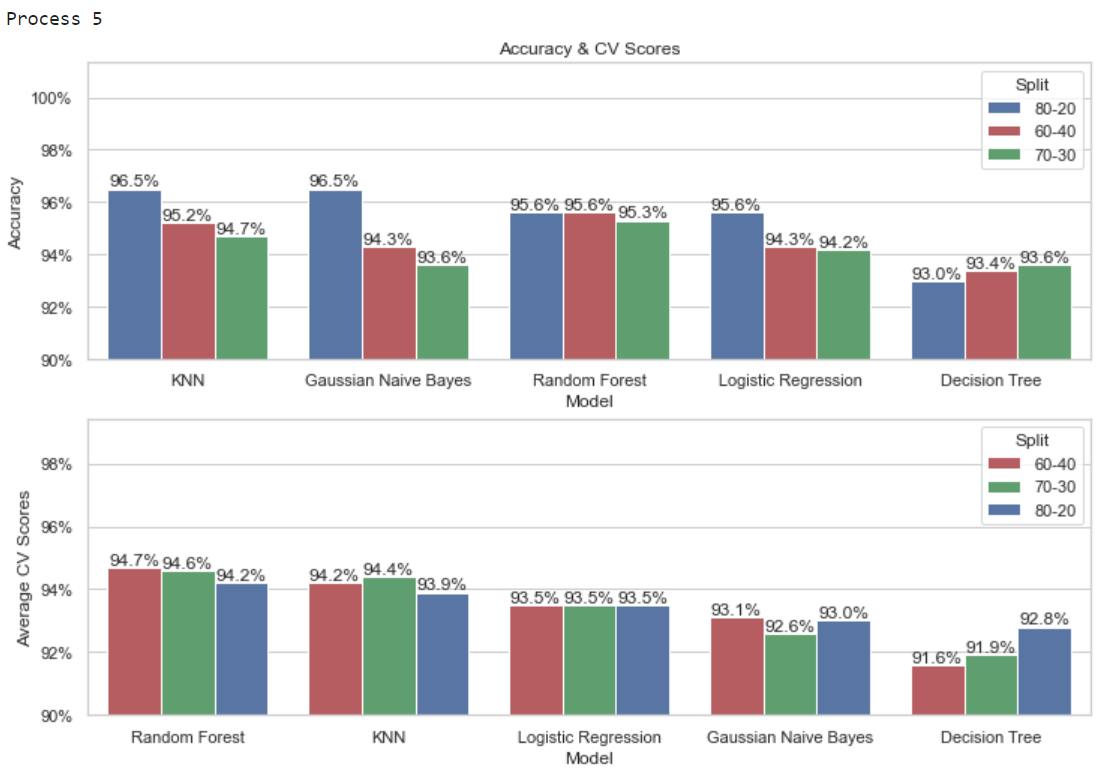 Process 5
Accuracy & CV Scores
Split
80-20
60-40
70-30
Accuracy
100%
98%
96%
94%
92%
90%
96.5% 95.2% 94.7% 96.5% 94.3% 93.6% 95.6% 95.6% 95.3% 95.6% 94.3% 94.2% 93.0% 93.4% 93.6%
KNN Gaussian Naive Bayes Random Forest Logistic Regression Decision Tree
Model
Split
60-40
70-30
80-20
Average CV Scores
98%
96%
94%
92%
90%
94.7% 94.6% 94.2% 94.2% 94.4% 93.9% 93.5% 93.5% 93.5% 93.1% 92.6% 93.0% 91.6% 91.9% 92.8%
Random Forest KNN Logistic Regression Gaussian Naive Bayes Decision Tree
Model